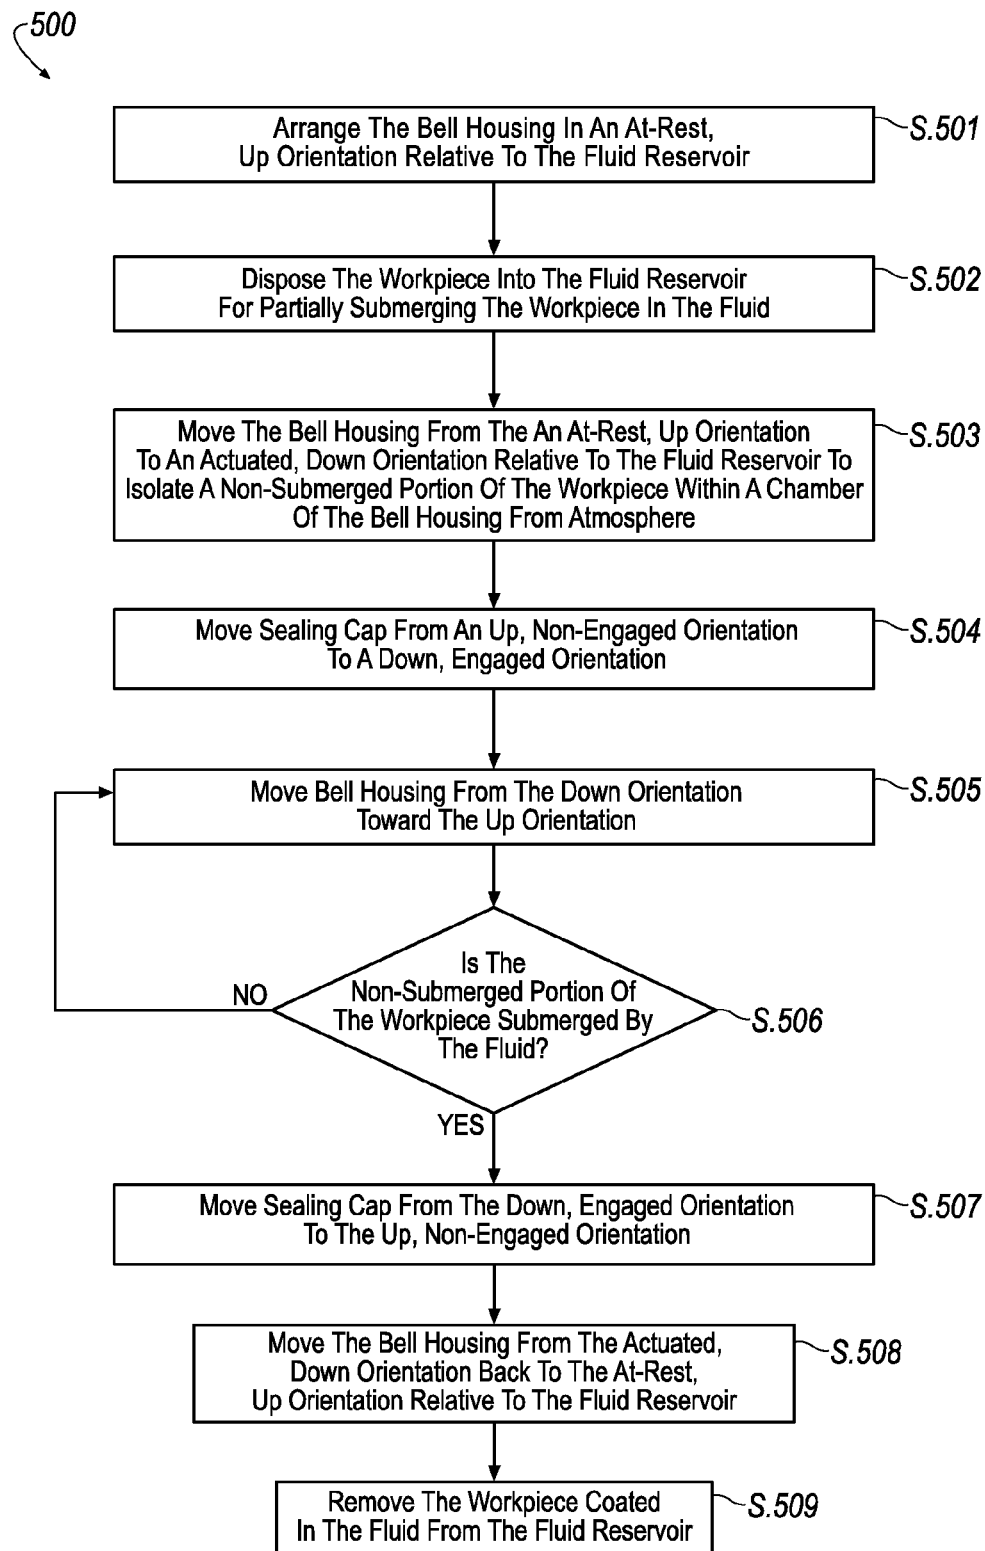 500
Arrange The Bell Housing In An At-Rest,
Up Orientation Relative To The Fluid Reservoir
S.501
Dispose The Workpiece Into The Fluid Reservoir
For Partially Submerging The Workpiece In The Fluid
S.502
Move The Bell Housing From The An At-Rest, Up Orientation
To An Actuated, Down Orientation Relative To The Fluid Reservoir To
Isolate A Non-Submerged Portion Of The Workpiece Within A Chamber
Of The Bell Housing From Atmosphere
S.503
Move Sealing Cap From An Up, Non-Engaged Orientation
To A Down, Engaged Orientation
S.504
Move Bell Housing From The Down Orientation
Toward The Up Orientation
S.505
Is The
Non-Submerged Portion Of
The Workpiece Submerged By
The Fluid?
S.506
NO
YES
Move Sealing Cap From The Down, Engaged Orientation
To The Up, Non-Engaged Orientation
S.507
Move The Bell Housing From The Actuated,
Down Orientation Back To The At-Rest,
Up Orientation Relative To The Fluid Reservoir
S.508
Remove The Workpiece Coated
In The Fluid From The Fluid Reservoir
S.509